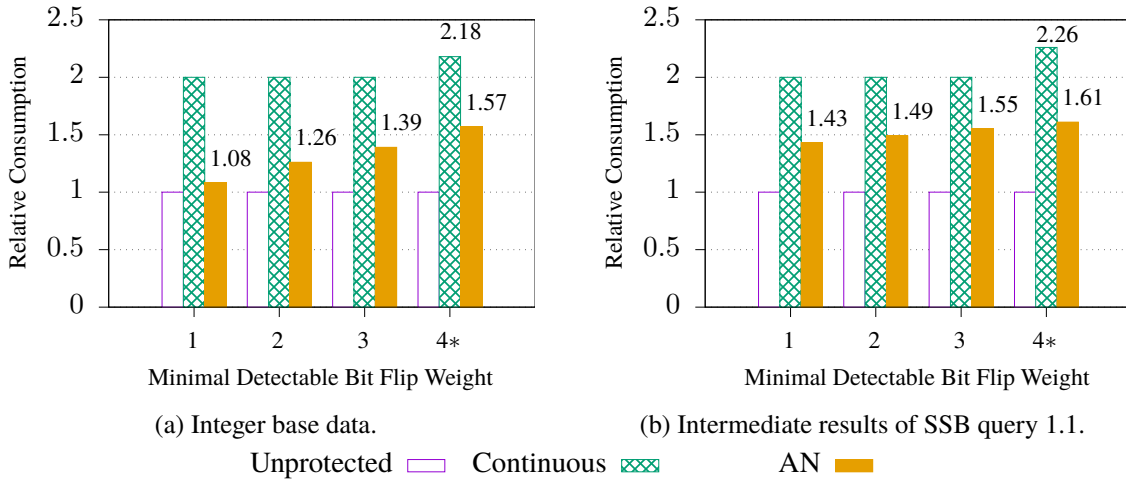 2.5
2
1.5
1
0.5
0
Relative Consumption
1.08
1.26
1.39
2.18
1.57
1 2 3 4*
Minimal Detectable Bit Flip Weight
(a) Integer base data.
2.5
2
1.5
1
0.5
0
Relative Consumption
1.43
1.49
1.55
2.26
1.61
1 2 3 4*
Minimal Detectable Bit Flip Weight
(b) Intermediate results of SSB query 1.1.
Unprotected Continuous AN